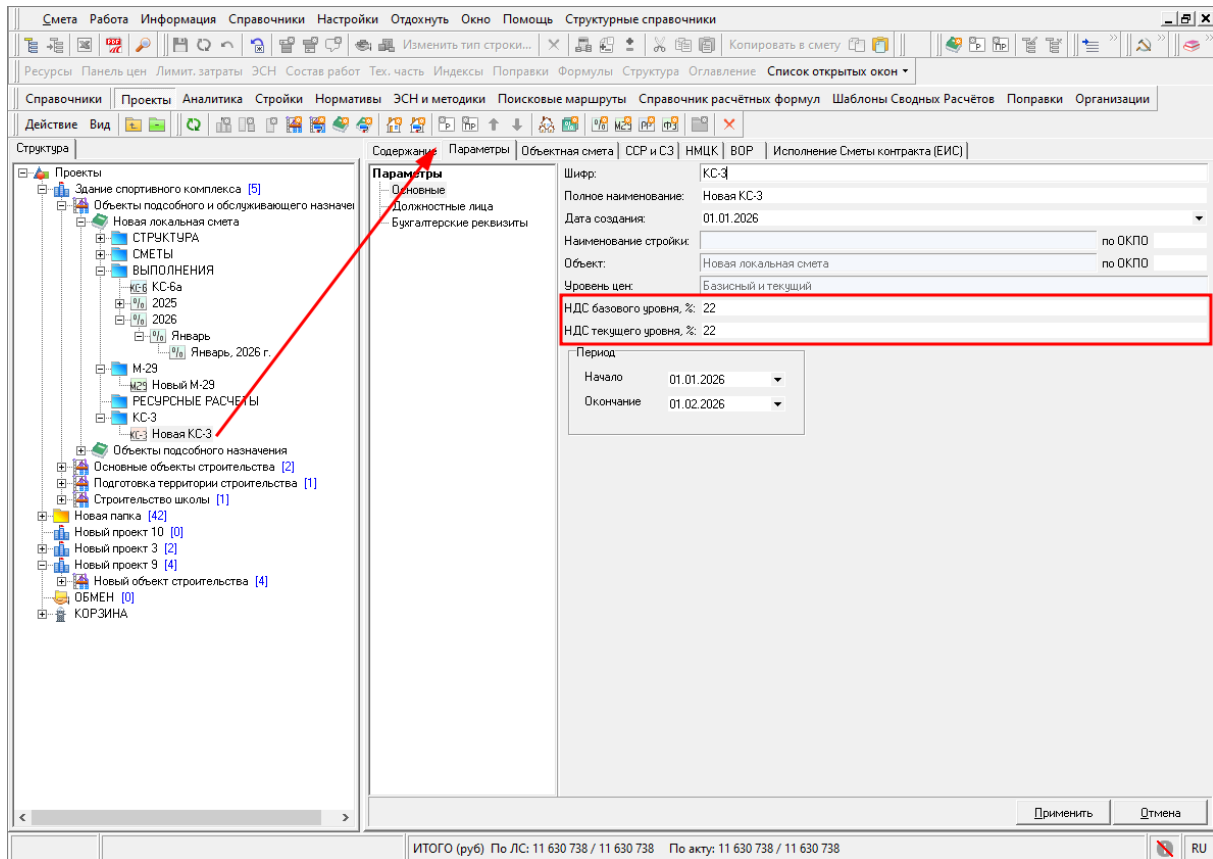 Смета Работа Информация Справочники Настройки Отдохнуть Окно Помощь Структурные справочники
Изменить тип строки... Копировать в смету
Ресурсы Панель цен Лимит. затраты ЭСН Состав работ Тех. часть Индексы Поправки Формулы Структура Оглавление Список открытых окон
Справочники Проекты Аналитика Стройки Нормативы ЭСН и методики Поисковые маршруты Справочник расчётных формул Шаблоны Сводных Расчётов Поправки Организации
Действие Вид
Структура
Проекты
Здание спортивного комплекса [5]
Объекты подсобного и обслуживающего назначе
Новая локальная смета
СТРУКТУРА
СМЕТЫ
ВЫПОЛНЕНИЯ
КС-6 КС-6а
% 2025
% 2026
% Январь
% Январь, 2026 г.
М-29
М29 Новый М-29
РЕСУРСНЫЕ РАСЧЕТЫ
КС-3
КС-3 Новая КС-3
Объекты подсобного назначения
Основные объекты строительства [2]
Подготовка территории строительства [1]
Строительство школы [1]
Новая папка [42]
Новый проект 10 [0]
Новый проект 3 [2]
Новый проект 9 [4]
Новый объект строительства [4]
ОБМЕН [0]
КОРЗИНА
Содержание Параметры Объектная смета ССР и СЗ НМЦК ВОР Исполнение Сметы контракта (ЕИС)
Параметры
Основные
Должностные лица
Бухгалтерские реквизиты
Шифр: КС-3
Полное наименование: Новая КС-3
Дата создания: 01.01.2026
Наименование стройки: по ОКПО
Объект: Новая локальная смета по ОКПО
Уровень цен: Базисный и текущий
НДС базового уровня, %: 22
НДС текущего уровня, %: 22
Период
Начало 01.01.2026
Окончание 01.02.2026
Применить Отмена
ИТОГО (руб) По ЛС: 11 630 738 / 11 630 738 По акту: 11 630 738 / 11 630 738 RU